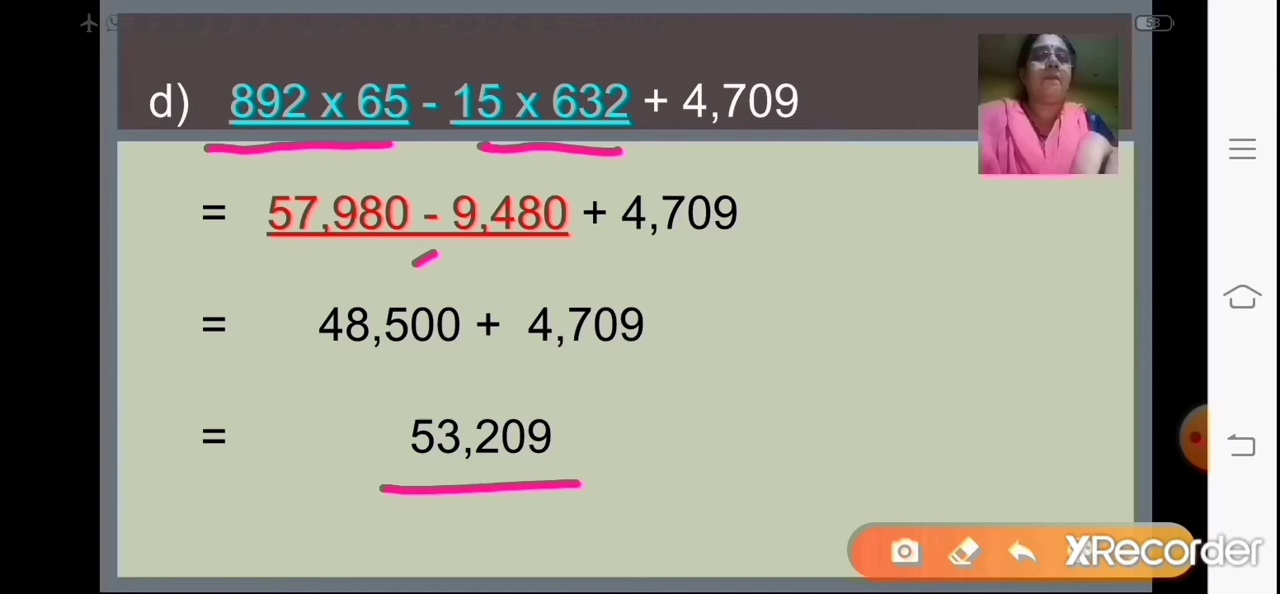 53
d) 892 x 65 - 15 x 632 + 4,709
= 57,980 - 9,480 + 4,709
= 48,500 + 4,709
= 53,209
XRecorder